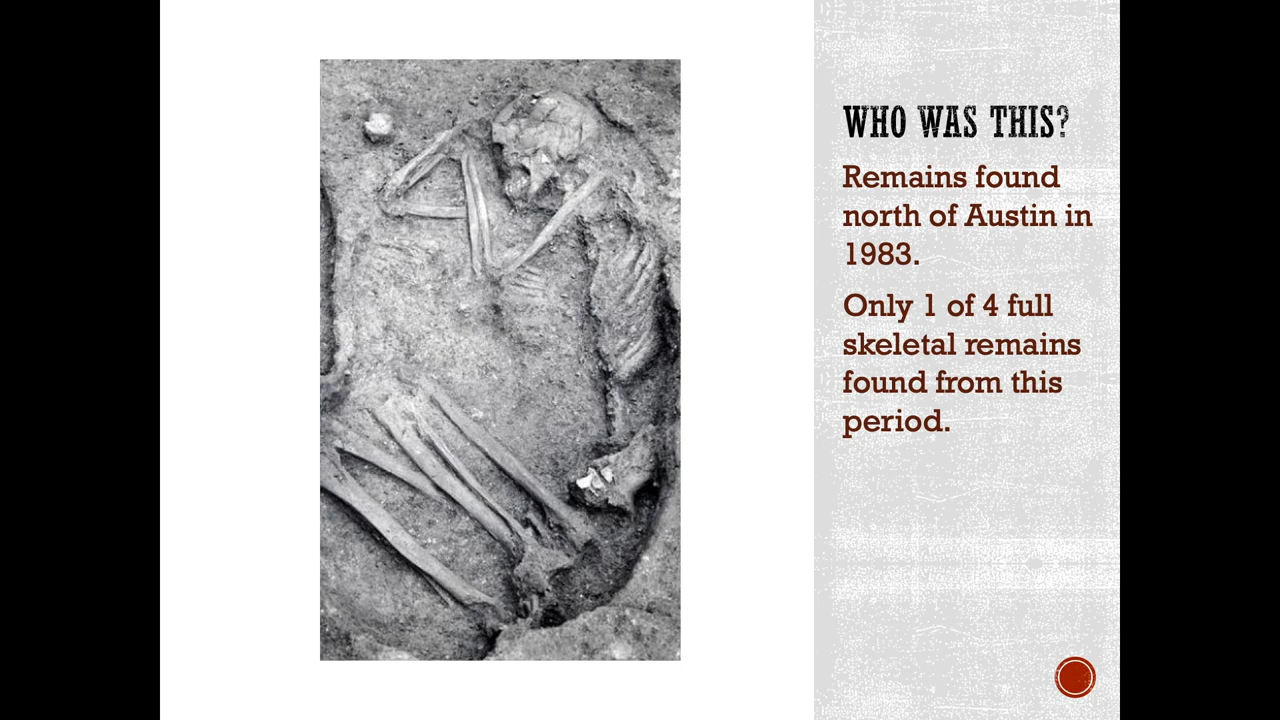 WHO WAS THIS?
Remains found
north of Austin in
1983.
Only 1 of 4 full
skeletal remains
found from this
period.